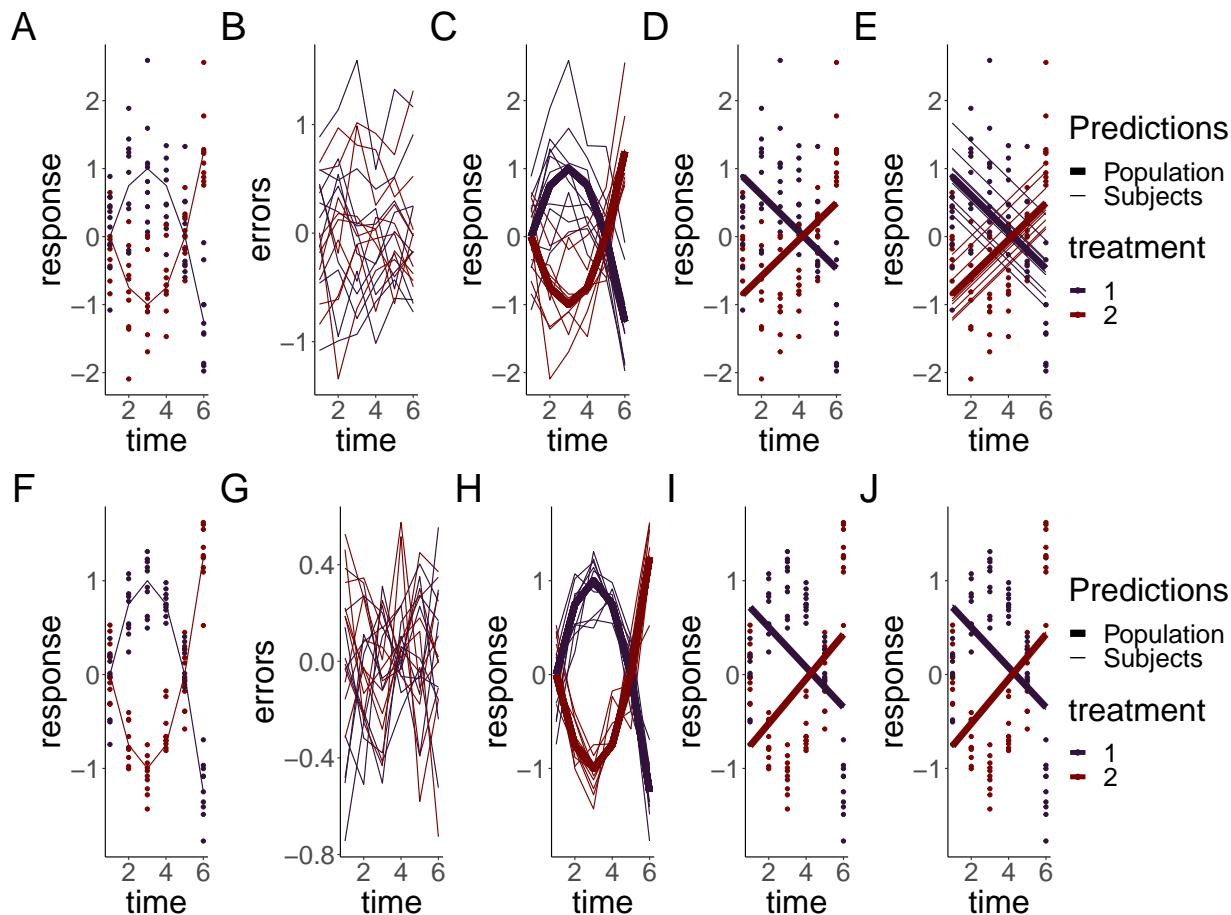 A B C D E
response
2
1
0
−1
−2
2 4 6
time
errors
1
0
−1
2 4 6
time
response
2
1
0
−1
−2
2 4 6
time
response
2
1
0
−1
−2
2 4 6
time
response
2
1
0
−1
−2
2 4 6
time
Predictions
Population
Subjects
treatment
1
2
F G H I J
response
1
0
−1
2 4 6
time
errors
0.4
0.0
−0.4
−0.8
2 4 6
time
response
1
0
−1
2 4 6
time
response
1
0
−1
2 4 6
time
response
1
0
−1
2 4 6
time
Predictions
Population
Subjects
treatment
1
2